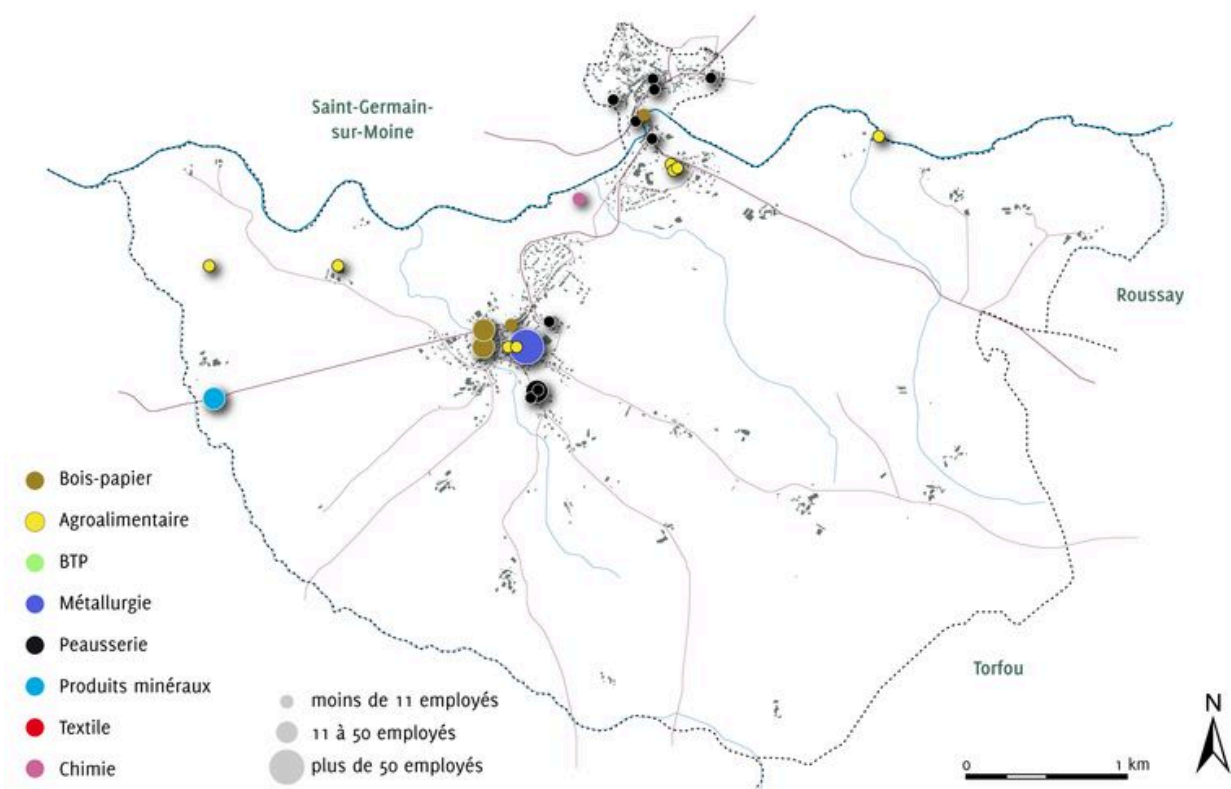 Saint-Germain-
sur-Moine
Roussay
Torfou
Bois-papier
Agroalimentaire
BTP
Métallurgie
Peausserie
Produits minéraux
Textile
Chimie
moins de 11 employés
11 à 50 employés
plus de 50 employés
0 1 km
N